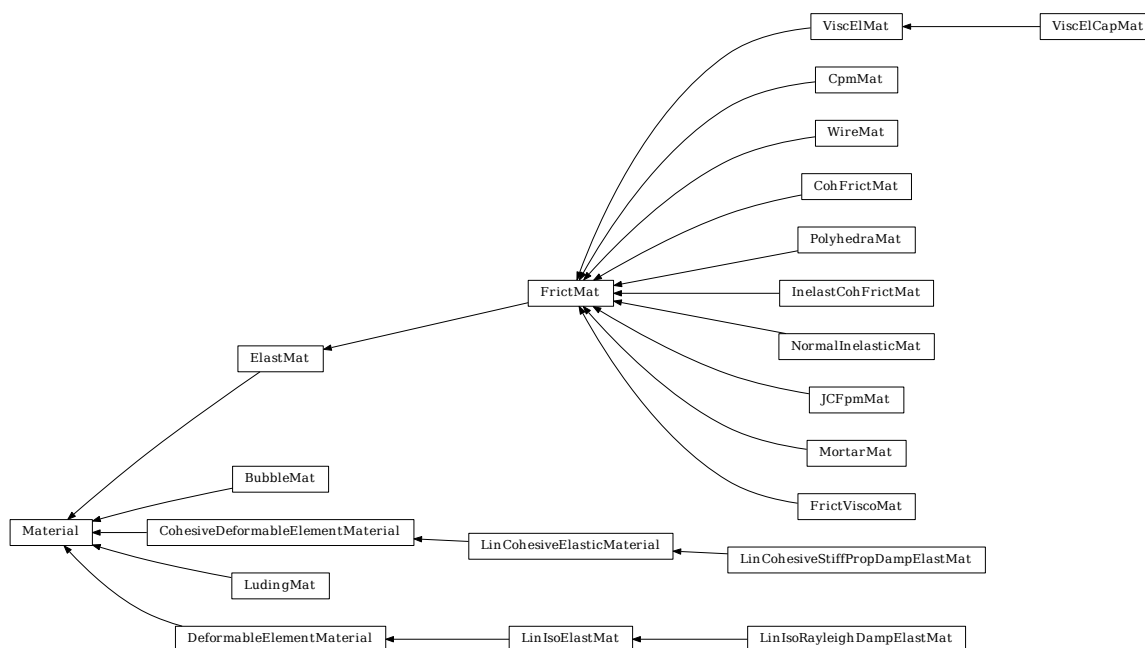 ViscElMat
ViscElCapMat
CpmMat
WireMat
CohFrictMat
PolyhedraMat
FrictMat
InelastCohFrictMat
NormalInelasticMat
ElastMat
JCFpmMat
MortarMat
BubbleMat
FrictViscoMat
Material
CohesiveDeformableElementMaterial
LinCohesiveElasticMaterial
LinCohesiveStiffPropDampElastMat
LudingMat
DeformableElementMaterial
LinIsoElastMat
LinIsoRayleighDampElastMat